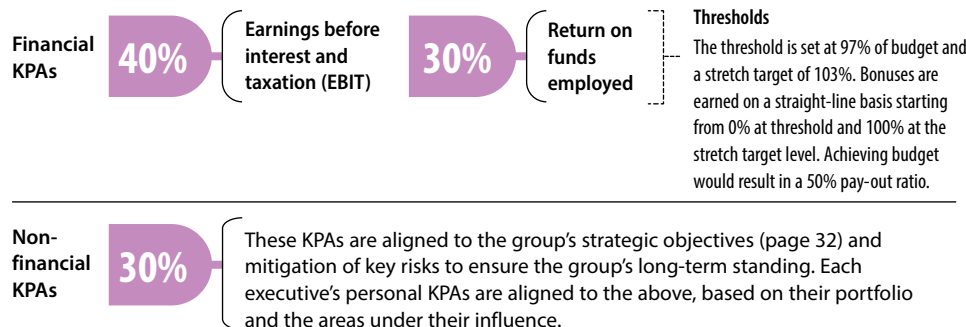 Financial
KPAs
40%
Earnings before
interest and
taxation (EBIT)
30%
Return on
funds
employed
Thresholds
The threshold is set at 97% of budget and
a stretch target of 103%. Bonuses are
earned on a straight-line basis starting
from 0% at threshold and 100% at the
stretch target level. Achieving budget
would result in a 50% pay-out ratio.
Non-
financial
KPAs
30%
These KPAs are aligned to the group’s strategic objectives (page 32) and
mitigation of key risks to ensure the group’s long-term standing. Each
executive’s personal KPAs are aligned to the above, based on their portfolio
and the areas under their influence.